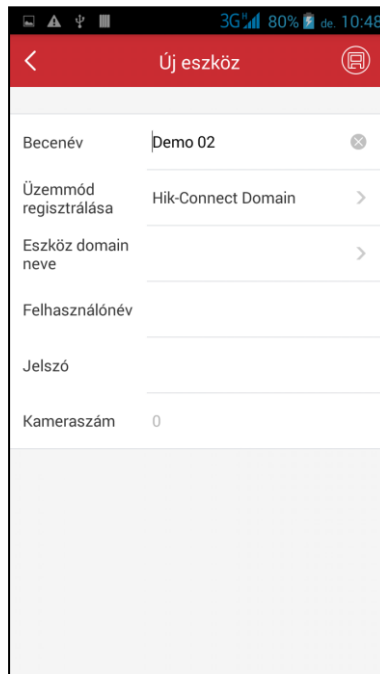 3G H 80% de. 10:48
Új eszköz
Becenév Demo 02
Üzemmód
regisztrálása Hik-Connect Domain
Eszköz domain
neve
Felhasználónév
Jelszó
Kameraszám 0